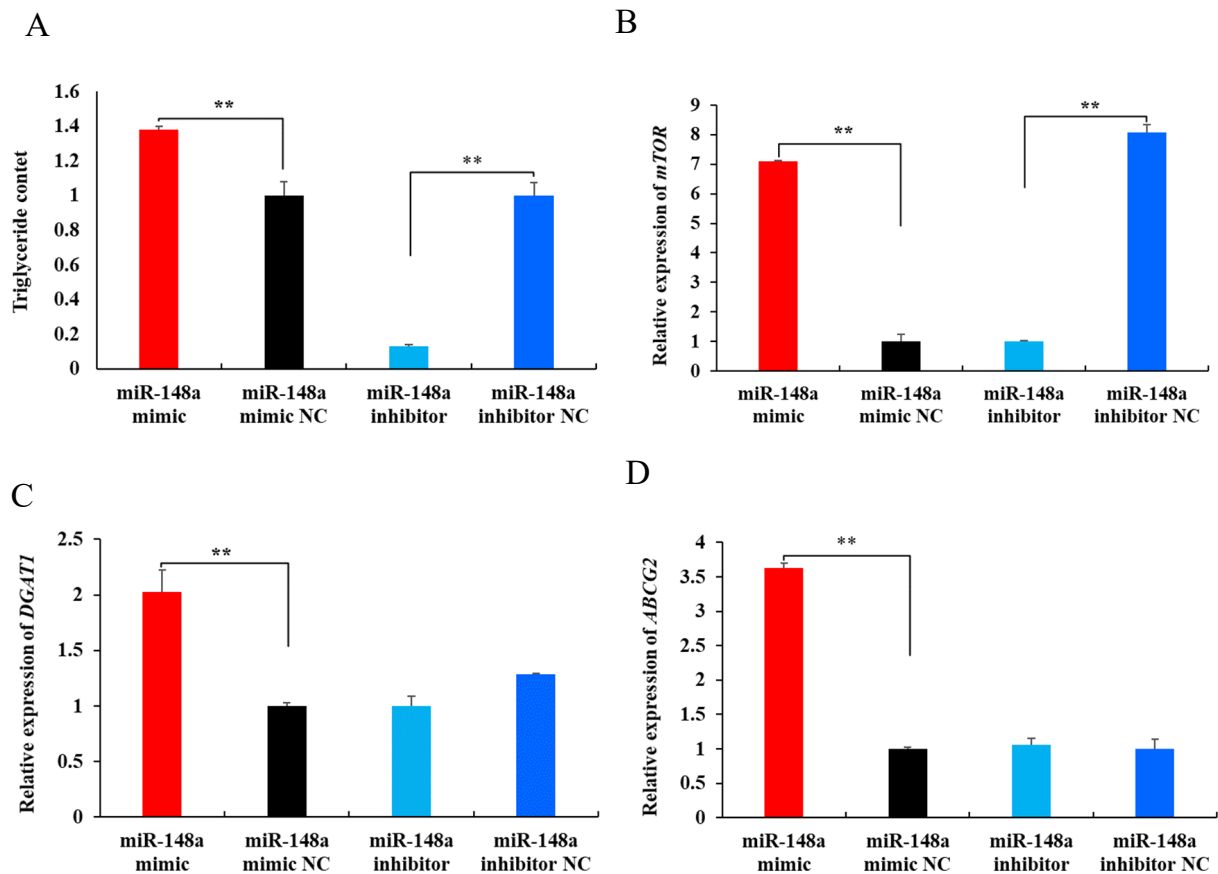 A
Triglyceride contet
1.6
1.4
1.2
1
0.8
0.6
0.4
0.2
0
**
**
miR-148a
mimic
miR-148a
mimic NC
miR-148a
inhibitor
miR-148a
inhibitor NC
B
Relative expression of mTOR
9
8
7
6
5
4
3
2
1
0
**
**
miR-148a
mimic
miR-148a
mimic NC
miR-148a
inhibitor
miR-148a
inhibitor NC
C
Relative expression of DGAT1
2.5
2
1.5
1
0.5
0
**
miR-148a
mimic
miR-148a
mimic NC
miR-148a
inhibitor
miR-148a
inhibitor NC
D
Relative expression of ABCG2
4
3.5
3
2.5
2
1.5
1
0.5
0
**
miR-148a
mimic
miR-148a
mimic NC
miR-148a
inhibitor
miR-148a
inhibitor NC